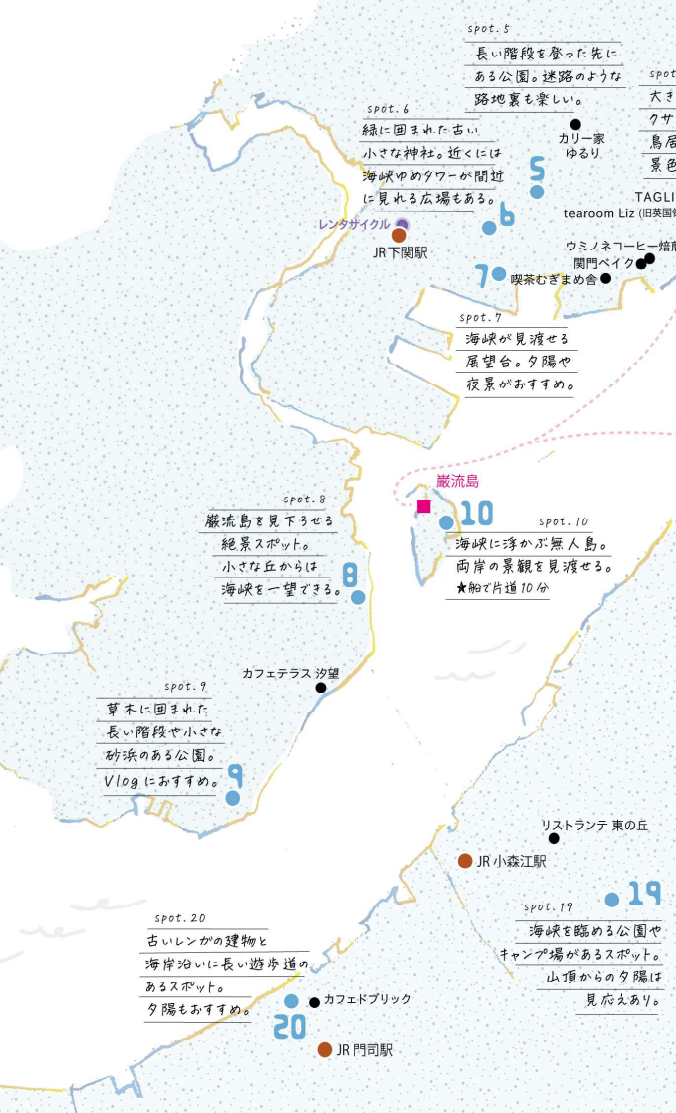 spot.5
長い階段を登った先に
ある公園。迷路のような
路地裏も楽しい。
spot
大き
クサ
鳥居
景色
カリー家
ゆるり
5
spot.6
緑に囲まれた古い
小さな神社。近くには
海峡ゆめタワーが間近
に見れる広場もある。
6
レンタサイクル
JR下関駅
TAGLI
tearoom Liz (旧英国領
ウミノネコーヒー焙煎
関門ベイク
7
喫茶むぎまめ舎
spot.7
海峡が見渡せる
展望台。夕陽や
夜景がおすすめ。
巌流島
10
spot.10
海峡に浮かぶ無人島。
両岸の景観を見渡せる。
★船で片道10分
spot.8
厳流島を見下ろせる
絶景スポット。
小さな丘からは
海峡を一望できる。
8
カフェテラス 汐望
spot.9
草木に囲まれた
長い階段や小さな
砂浜のある公園。
Vlogにおすすめ。
9
リストランテ 東の丘
JR 小森江駅
19
spot.19
海峡を臨める公園や
キャンプ場があるスポット。
山頂からの夕陽は
見応えあり。
spot.20
古いレンガの建物と
海岸沿いに長い遊歩道の
あるスポット。
夕陽もおすすめ。
20
カフェドブリック
JR 門司駅